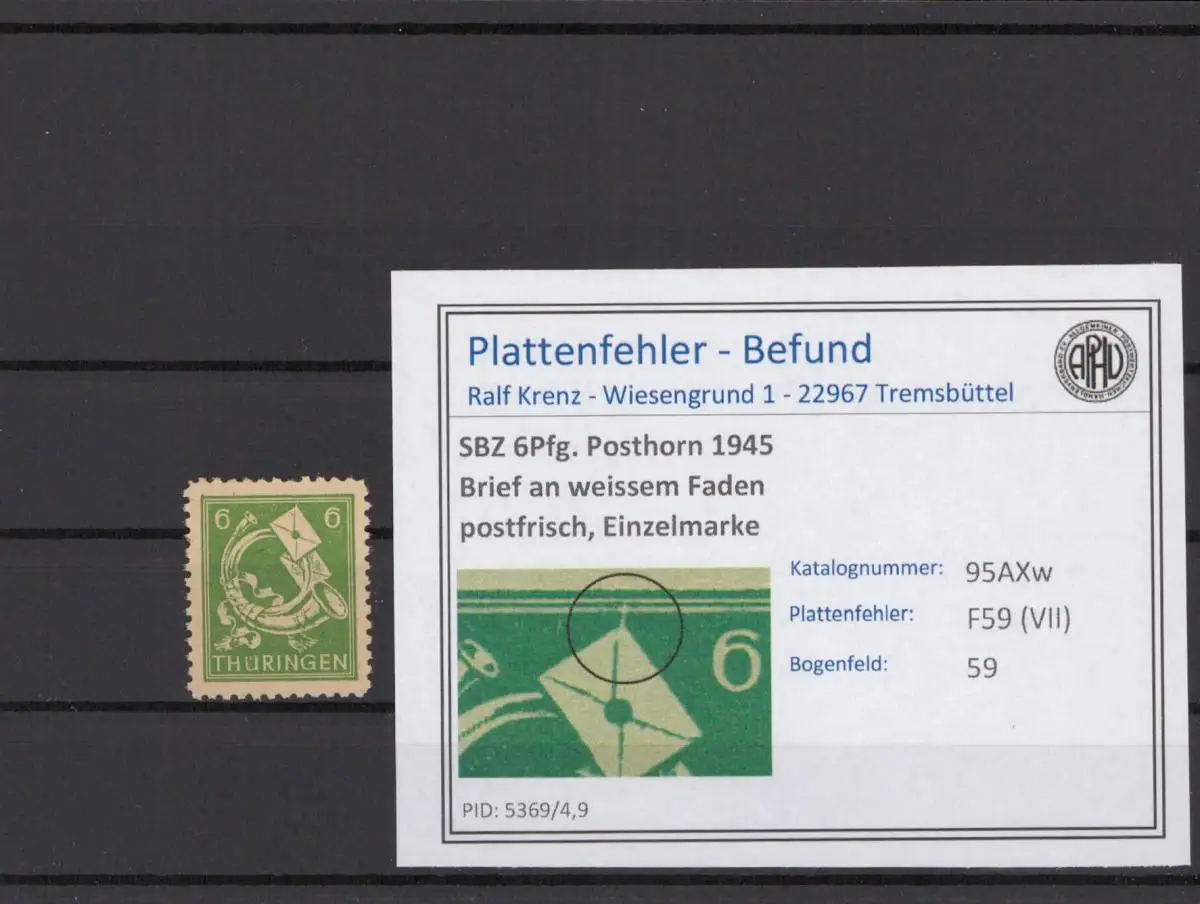 6 6
THÜRINGEN
Plattenfehler - Befund
Ralf Krenz - Wiesengrund 1 - 22967 Tremsbüttel
APHV
SBZ 6Pfg. Posthorn 1945
Brief an weissem Faden
postfrisch, Einzelmarke
6
Katalognummer: 95AXw
Plattenfehler: F59 (VII)
Bogenfeld: 59
PID: 5369/4,9